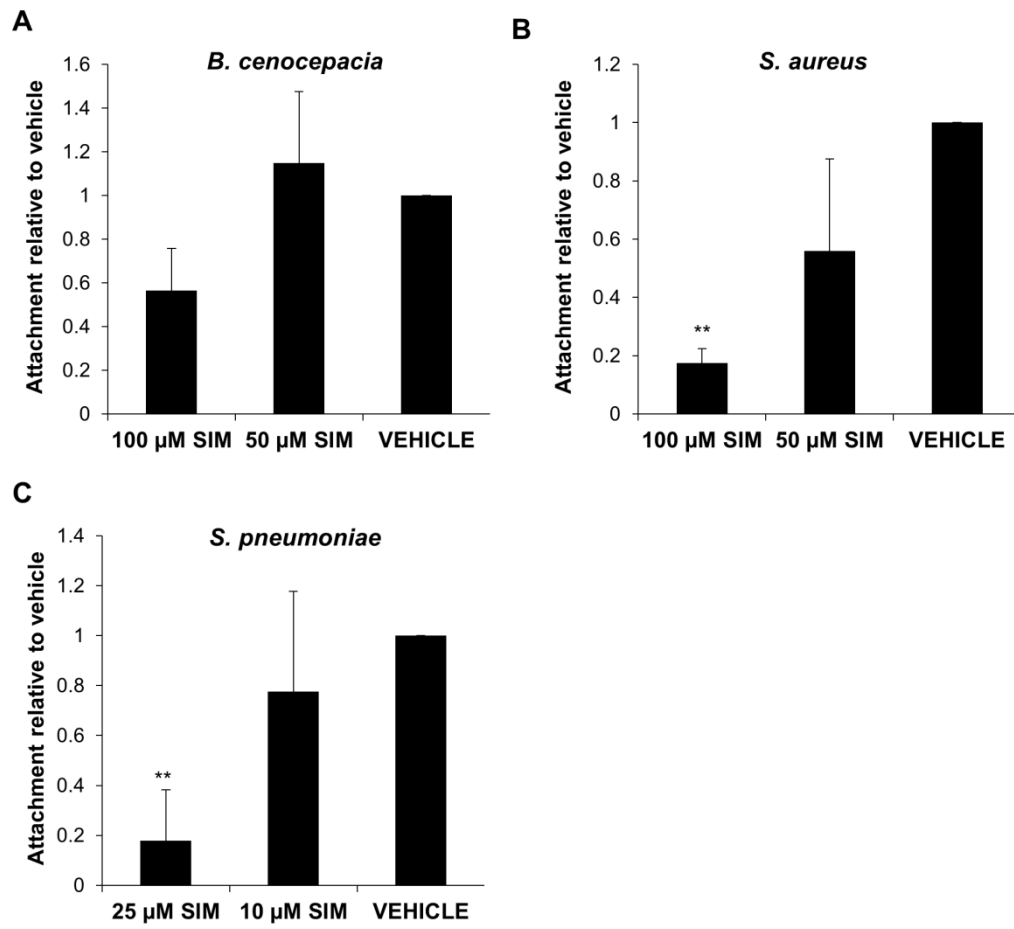 A
B. cenocepacia
Attachment relative to vehicle
1.6
1.4
1.2
1
0.8
0.6
0.4
0.2
0
100 µM SIM 50 µM SIM VEHICLE
B
S. aureus
Attachment relative to vehicle
1.2
1
0.8
0.6
0.4
0.2
0
**
100 µM SIM 50 µM SIM VEHICLE
C
S. pneumoniae
Attachment relative to vehicle
1.4
1.2
1
0.8
0.6
0.4
0.2
0
**
25 µM SIM 10 µM SIM VEHICLE